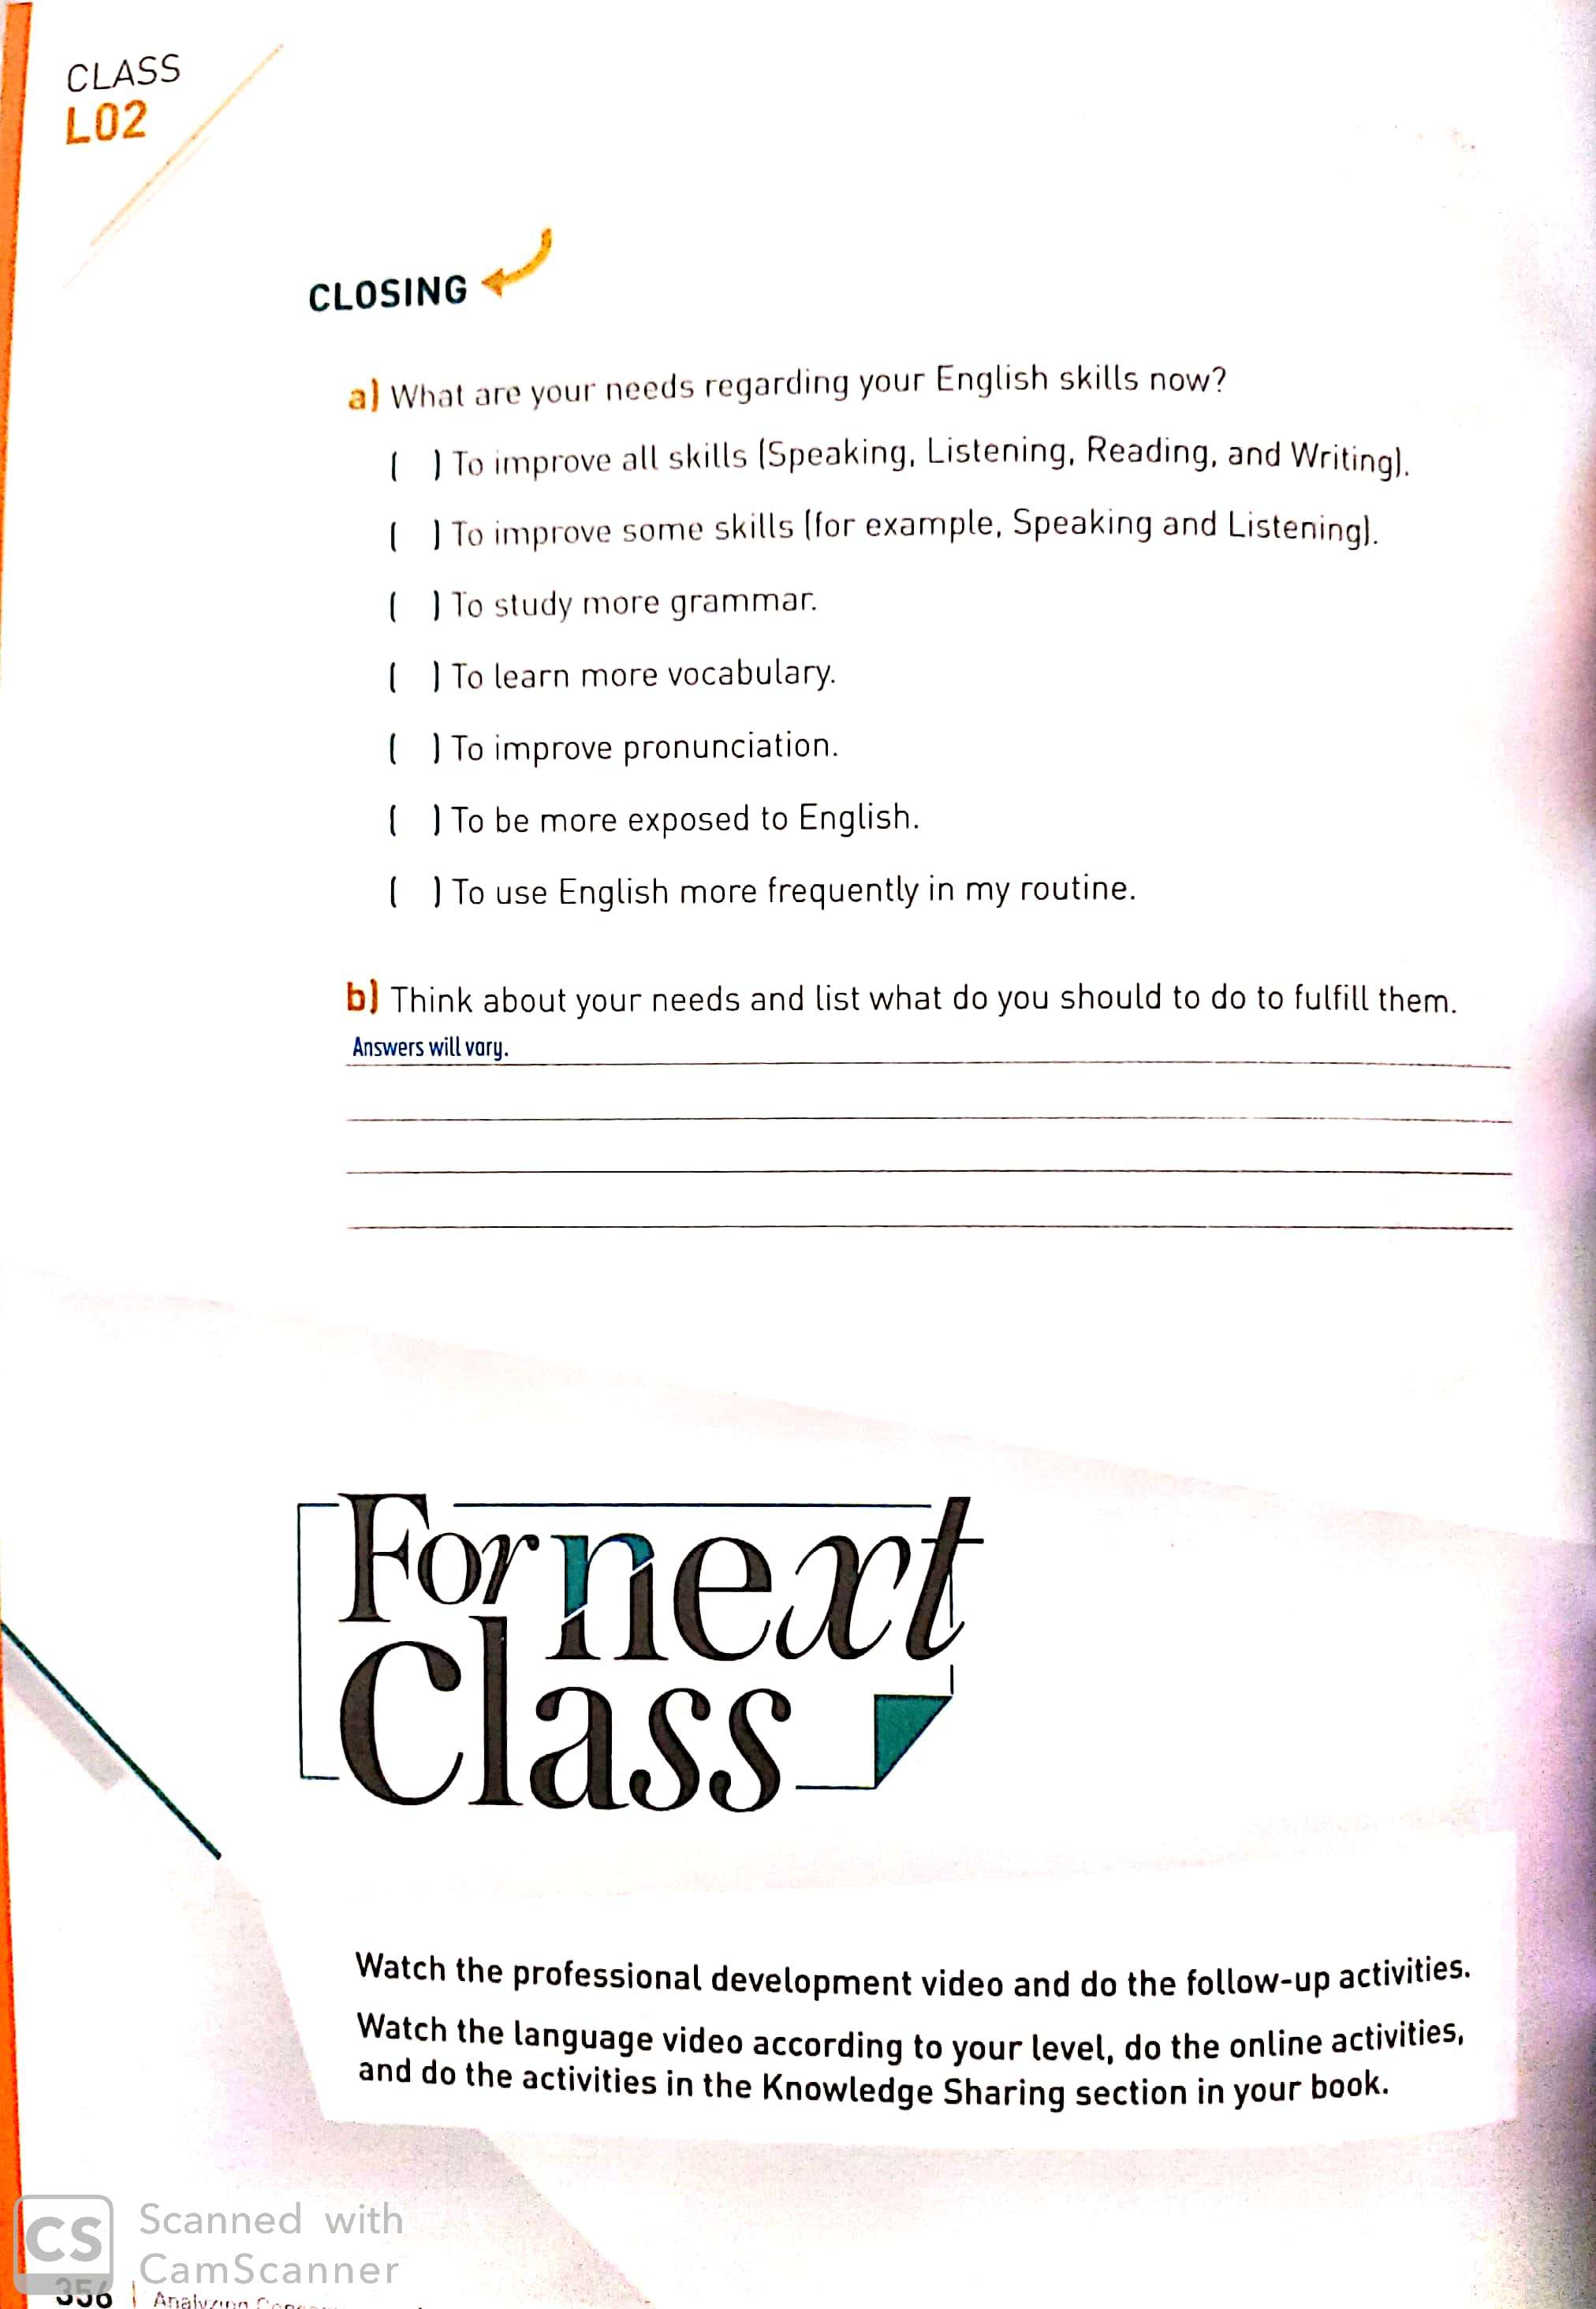 CLASS
L02
CLOSING
a) What are your needs regarding your English skills now?
( ) To improve all skills (Speaking, Listening, Reading, and Writing).
( ) To improve some skills (for example, Speaking and Listening).
( ) To study more grammar.
( ) To learn more vocabulary.
( ) To improve pronunciation.
( ) To be more exposed to English.
( ) To use English more frequently in my routine.
b) Think about your needs and list what do you should to do to fulfill them.
Answers will vary.
For next
Class
Watch the professional development video and do the follow-up activities.
Watch the language video according to your level, do the online activities,
and do the activities in the Knowledge Sharing section in your book.
CS Scanned with
CamScanner
Analyzing